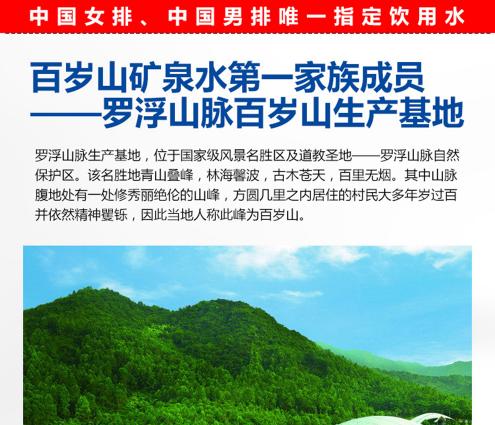 中国女排、中国男排唯一指定饮用水
百岁山矿泉水第一家族成员
——罗浮山脉百岁山生产基地
罗浮山脉生产基地，位于国家级风景名胜区及道教圣地——罗浮山脉自然
保护区。该名胜地青山叠峰，林海馨波，古木苍天，百里无烟。其中山脉
腹地处有一处修秀丽绝伦的山峰，方圆几里之内居住的村民大多年岁过百
并依然精神矍铄，因此当地人称此峰为百岁山。